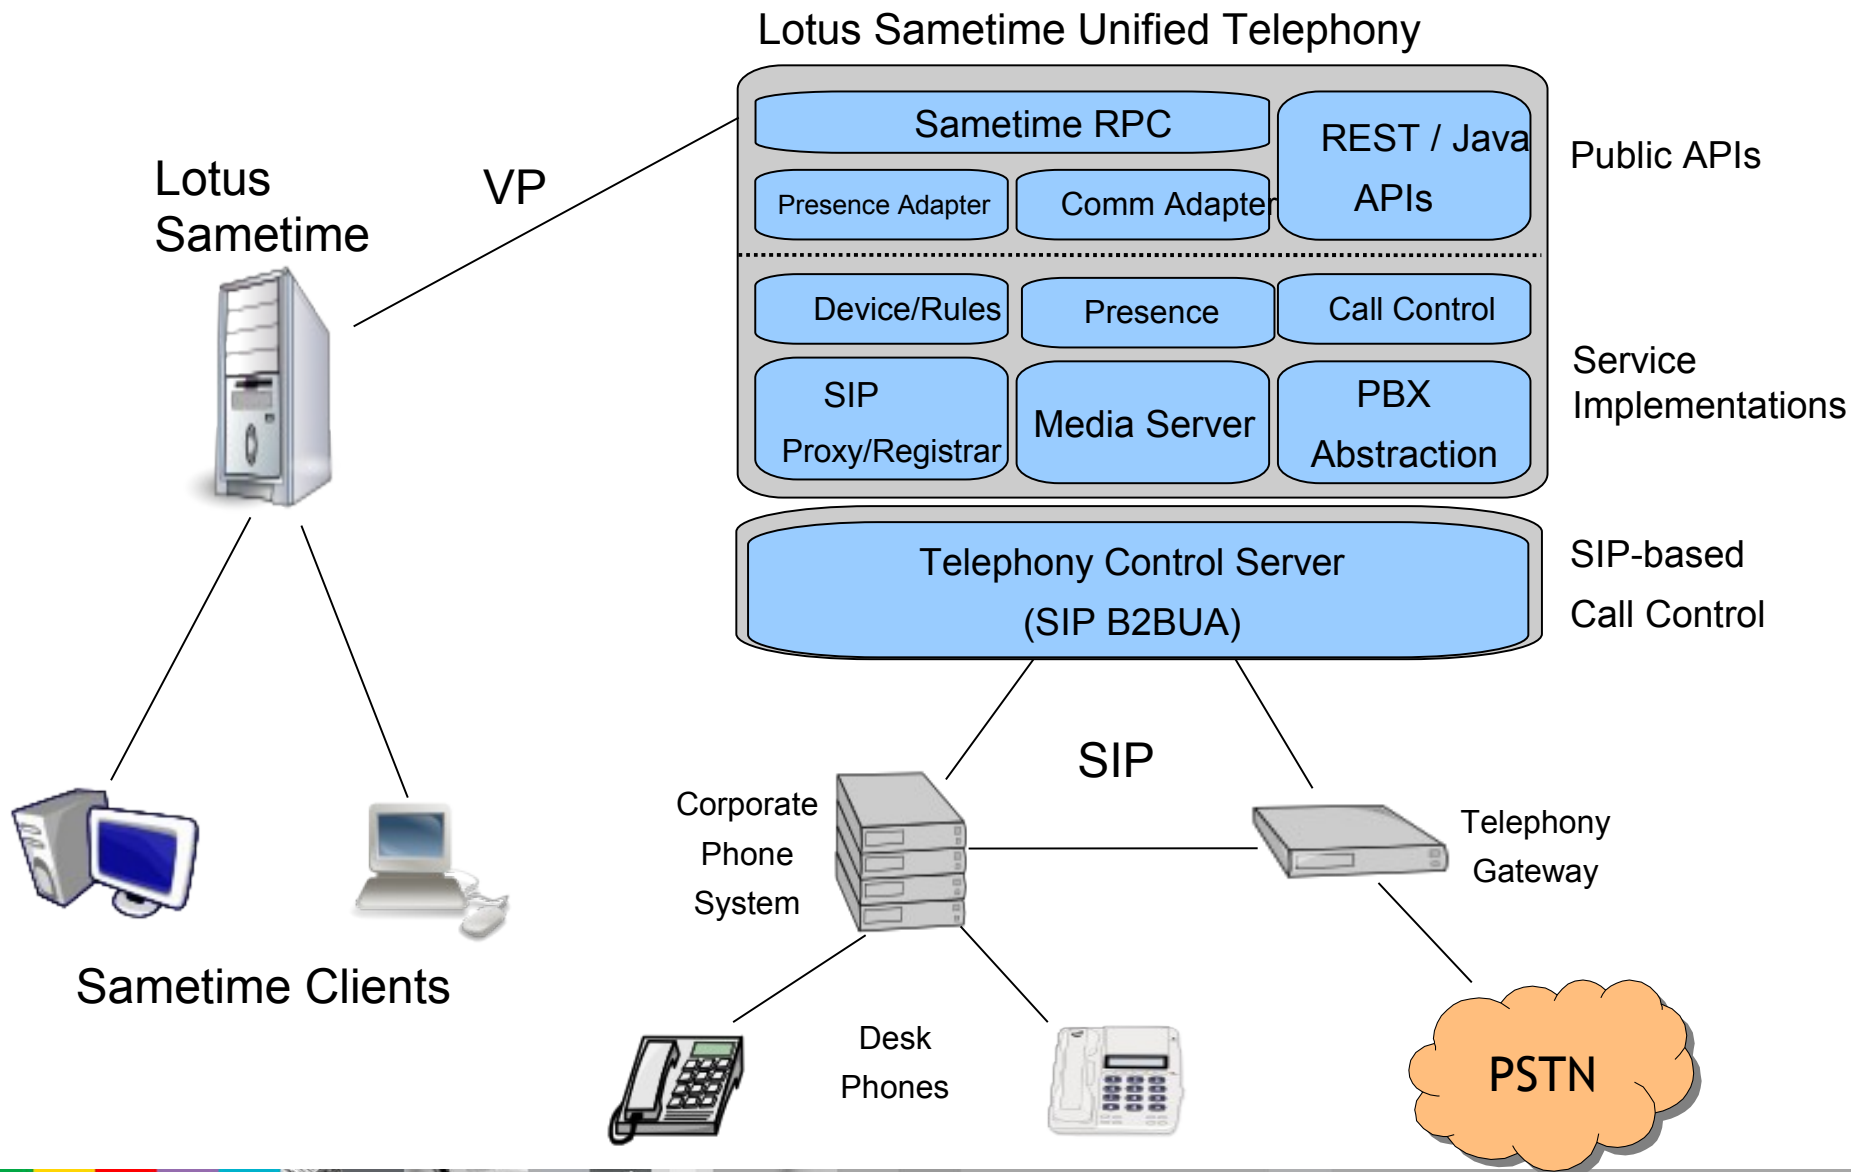 Lotus Sametime Unified Telephony
Sametime RPC
REST / Java
APIs
Public APIs
Presence Adapter
Comm Adapter
Lotus
Sametime
VP
Device/Rules
Presence
Call Control
Service
Implementations
SIP
Proxy/Registrar
Media Server
PBX
Abstraction
Telephony Control Server
(SIP B2BUA)
SIP-based
Call Control
SIP
Corporate
Phone
System
Telephony
Gateway
Sametime Clients
Desk
Phones
PSTN